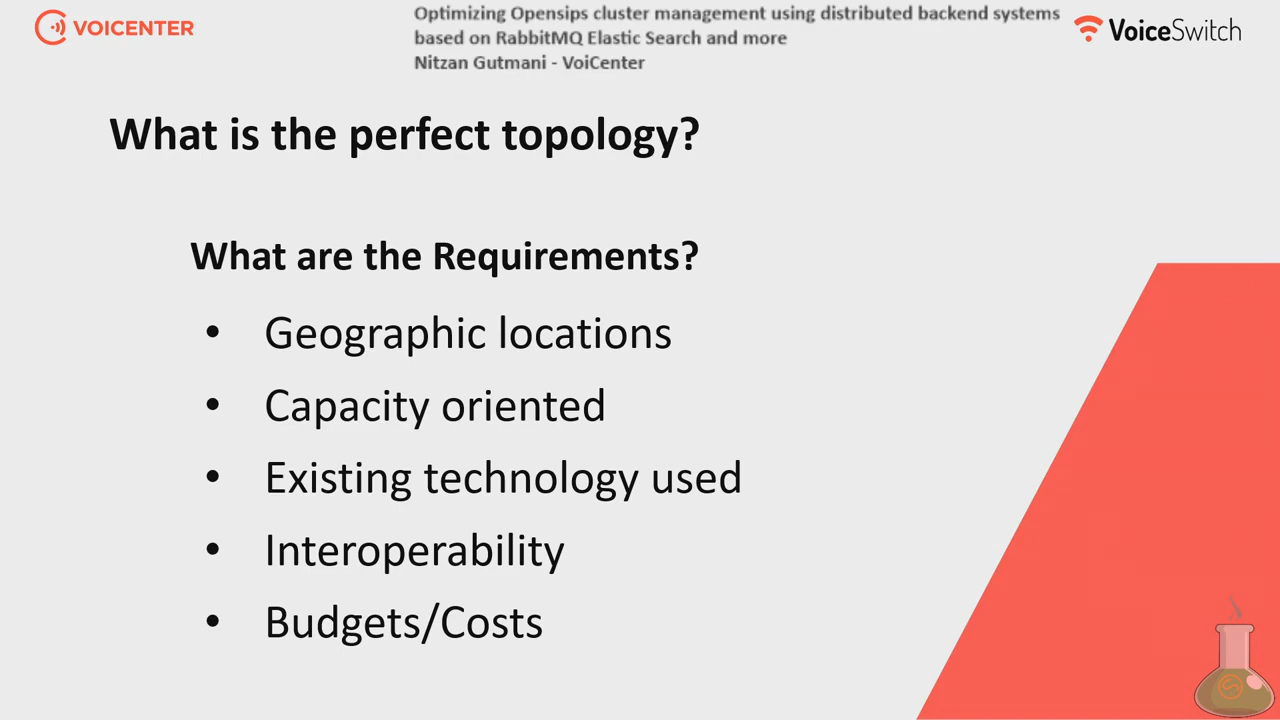 VOICENTER
Optimizing Opensips cluster management using distributed backend systems
based on RabbitMQ Elastic Search and more
Nitzan Gutmani - VoiCenter
VoiceSwitch
What is the perfect topology?
What are the Requirements?
• Geographic locations
• Capacity oriented
• Existing technology used
• Interoperability
• Budgets/Costs